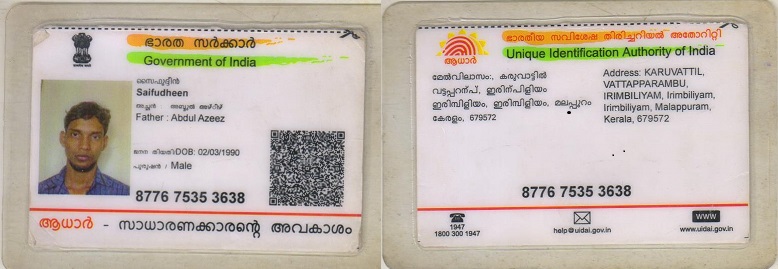 ഭാരത സർക്കാർ
Government of India
സൈഫുദ്ദീൻ
Saifudheen
അച്ഛൻ അബ്ദുൽ അസീസ്
Father : Abdul Azeez
ജനന തിയതി/DOB: 02/03/1990
പുരുഷൻ / Male
8776 7535 3638
ആധാർ - സാധാരണക്കാരന്റെ അവകാശം
ഭാരതീയ സവിശേഷ തിരിച്ചറിയൽ അതോറിറ്റി
Unique Identification Authority of India
ആധാർ
മേൽവിലാസം:, കരുവാട്ടിൽ
വട്ടപ്പറമ്പ്, ഇരിമ്പിളിയം
ഇരിമ്പിളിയം, ഇരിമ്പിളിയം, മലപ്പുറം
കേരളം, 679572
Address: KARUVATTIL,
VATTAPPARAMBU,
IRIMBILIYAM, Irimbiliyam,
Irimbiliyam, Malappuram,
Kerala, 679572
8776 7535 3638
1947
1800 300 1947
help@uidai.gov.in
www
www.uidai.gov.in